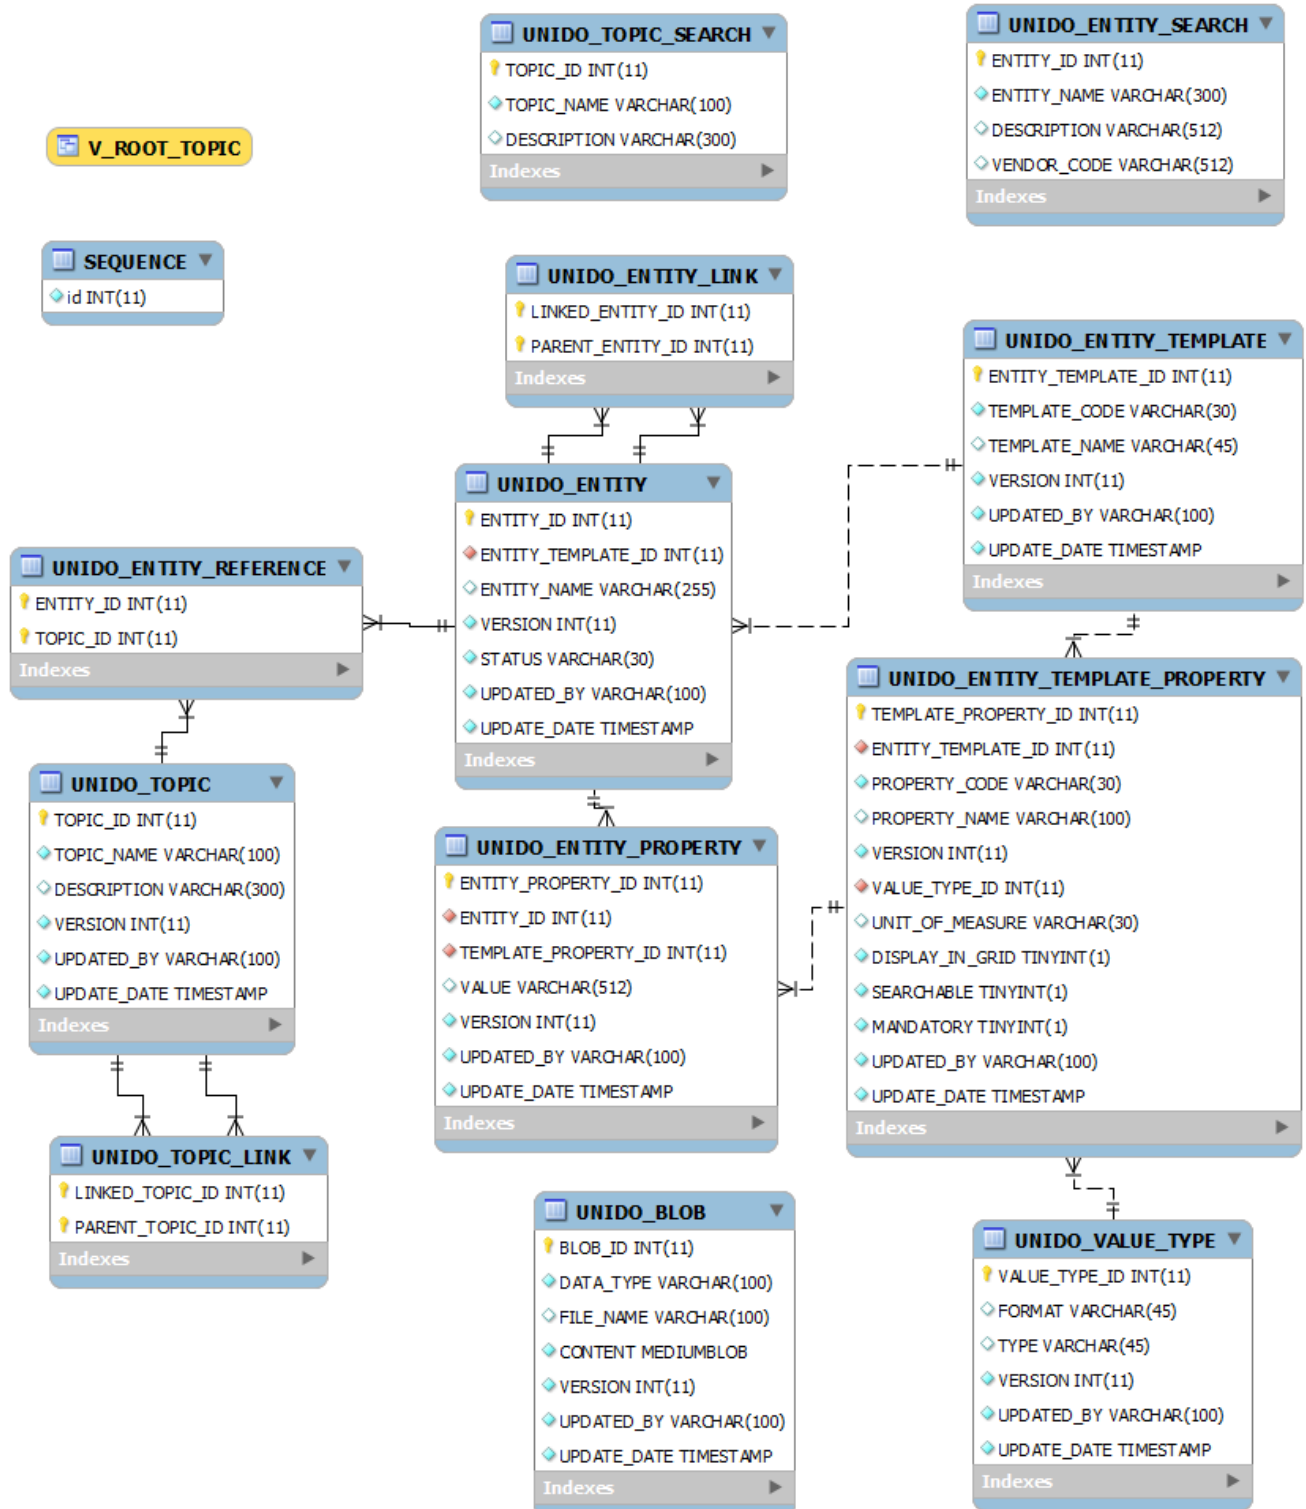 UNIDO_TOPIC_SEARCH
TOPIC_ID INT(11)
TOPIC_NAME VARCHAR(100)
DESCRIPTION VARCHAR(300)
Indexes
UNIDO_ENTITY_SEARCH
ENTITY_ID INT(11)
ENTITY_NAME VARCHAR(300)
DESCRIPTION VARCHAR(512)
VENDOR_CODE VARCHAR(512)
Indexes
V_ROOT_TOPIC
SEQUENCE
id INT(11)
UNIDO_ENTITY_LINK
LINKED_ENTITY_ID INT(11)
PARENT_ENTITY_ID INT(11)
Indexes
UNIDO_ENTITY_TEMPLATE
ENTITY_TEMPLATE_ID INT(11)
TEMPLATE_CODE VARCHAR(30)
TEMPLATE_NAME VARCHAR(45)
VERSION INT(11)
UPDATED_BY VARCHAR(100)
UPDATE_DATE TIMESTAMP
Indexes
UNIDO_ENTITY
ENTITY_ID INT(11)
ENTITY_TEMPLATE_ID INT(11)
ENTITY_NAME VARCHAR(255)
VERSION INT(11)
STATUS VARCHAR(30)
UPDATED_BY VARCHAR(100)
UPDATE_DATE TIMESTAMP
Indexes
UNIDO_ENTITY_REFERENCE
ENTITY_ID INT(11)
TOPIC_ID INT(11)
Indexes
UNIDO_ENTITY_TEMPLATE_PROPERTY
TEMPLATE_PROPERTY_ID INT(11)
ENTITY_TEMPLATE_ID INT(11)
PROPERTY_CODE VARCHAR(30)
PROPERTY_NAME VARCHAR(100)
VERSION INT(11)
VALUE_TYPE_ID INT(11)
UNIT_OF_MEASURE VARCHAR(30)
DISPLAY_IN_GRID TINYINT(1)
SEARCHABLE TINYINT(1)
MANDATORY TINYINT(1)
UPDATED_BY VARCHAR(100)
UPDATE_DATE TIMESTAMP
Indexes
UNIDO_TOPIC
TOPIC_ID INT(11)
TOPIC_NAME VARCHAR(100)
DESCRIPTION VARCHAR(300)
VERSION INT(11)
UPDATED_BY VARCHAR(100)
UPDATE_DATE TIMESTAMP
Indexes
UNIDO_ENTITY_PROPERTY
ENTITY_PROPERTY_ID INT(11)
ENTITY_ID INT(11)
TEMPLATE_PROPERTY_ID INT(11)
VALUE VARCHAR(512)
VERSION INT(11)
UPDATED_BY VARCHAR(100)
UPDATE_DATE TIMESTAMP
Indexes
UNIDO_TOPIC_LINK
LINKED_TOPIC_ID INT(11)
PARENT_TOPIC_ID INT(11)
Indexes
UNIDO_BLOB
BLOB_ID INT(11)
DATA_TYPE VARCHAR(100)
FILE_NAME VARCHAR(100)
CONTENT MEDIUMBLOB
VERSION INT(11)
UPDATED_BY VARCHAR(100)
UPDATE_DATE TIMESTAMP
Indexes
UNIDO_VALUE_TYPE
VALUE_TYPE_ID INT(11)
FORMAT VARCHAR(45)
TYPE VARCHAR(45)
VERSION INT(11)
UPDATED_BY VARCHAR(100)
UPDATE_DATE TIMESTAMP
Indexes